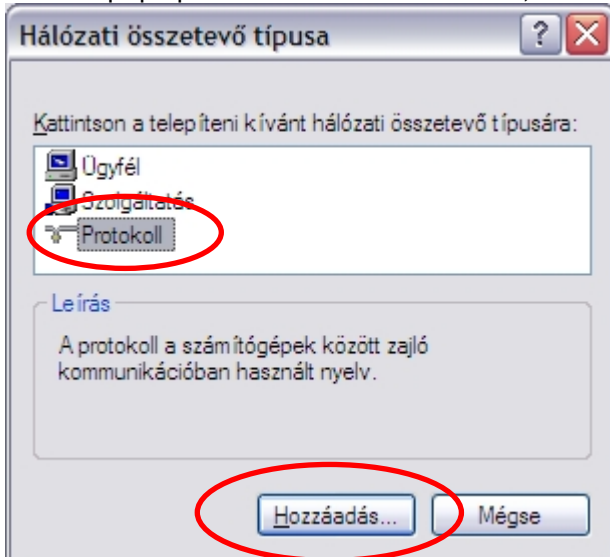 Hálózati összetevő típusa
Kattintson a telepíteni kívánt hálózati összetevő típusára:
Ügyfél
Szolgáltatás
Protokoll
Leírás
A protokoll a számítógépek között zajló
kommunikációban használt nyelv.
Hozzáadás... Mégse